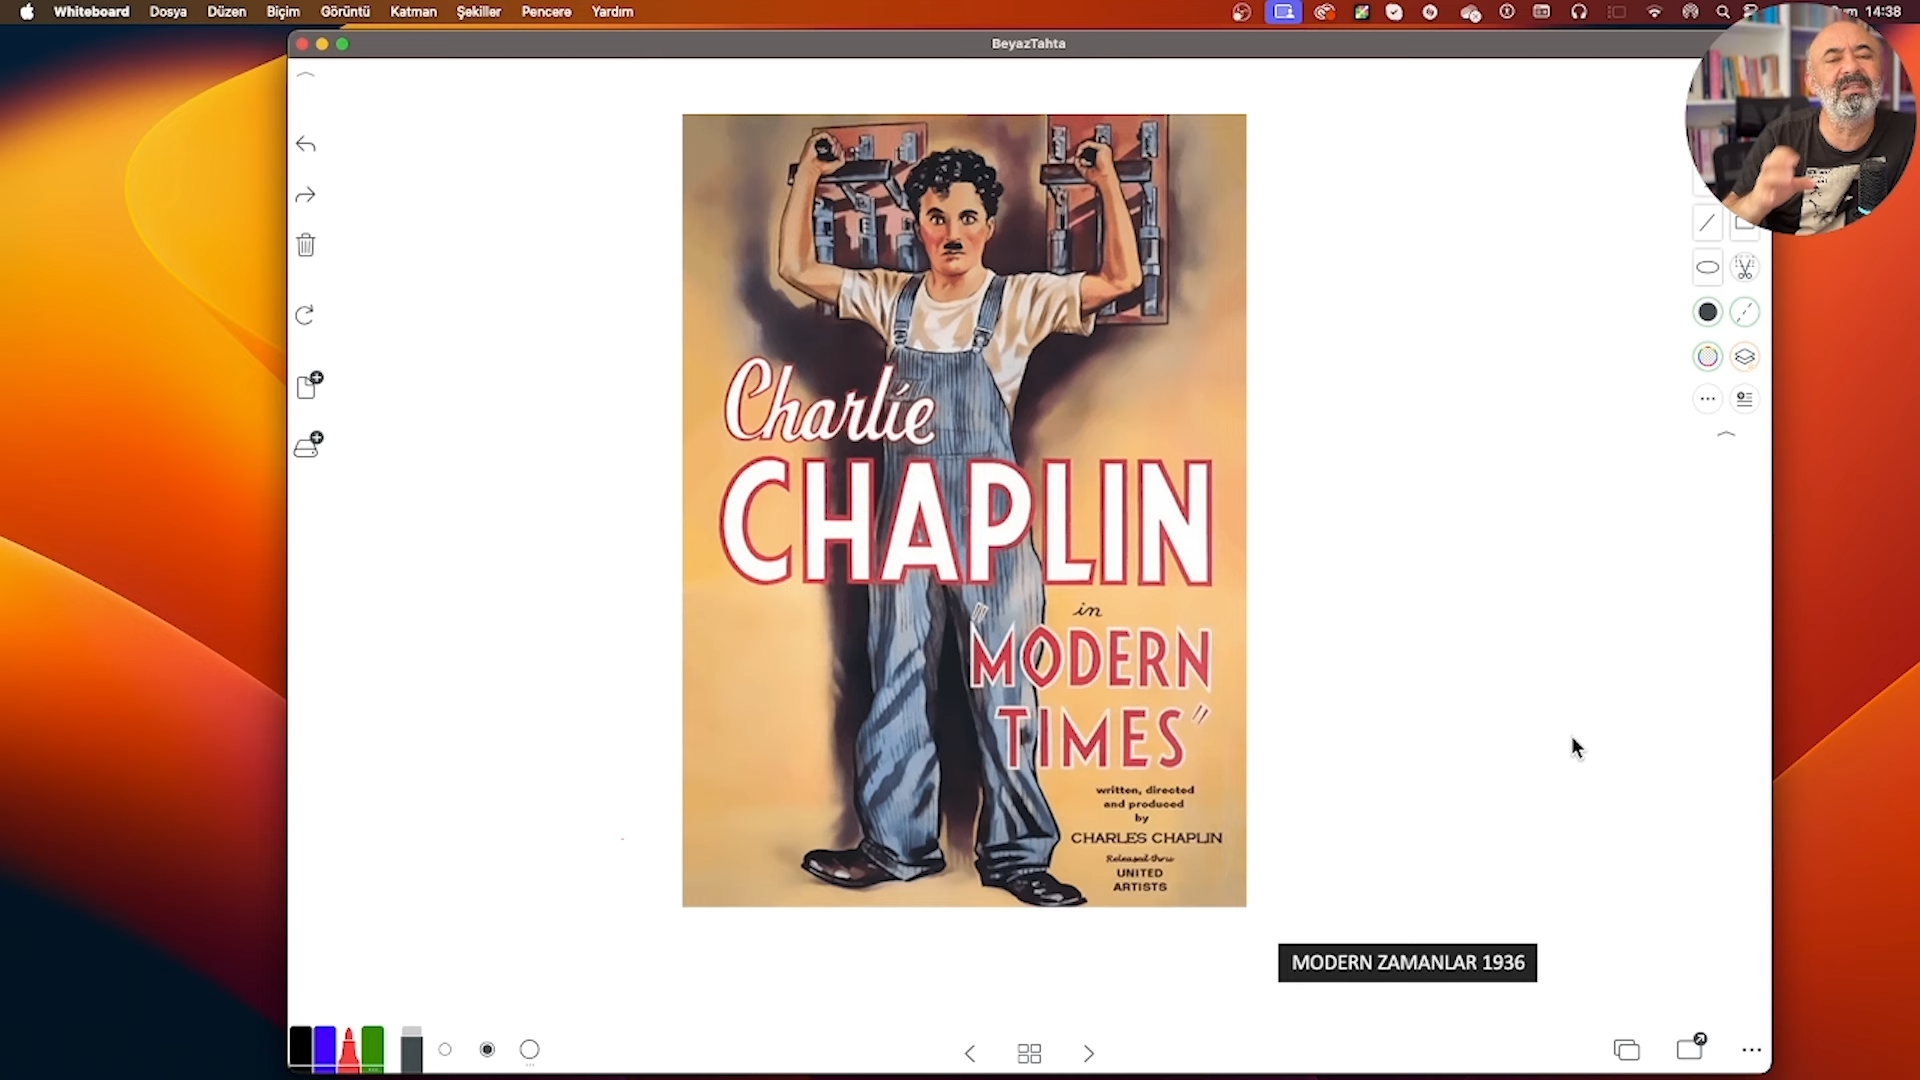 Whiteboard Dosya Düzen Biçim Görüntü Katman Şekiller Pencere Yardım 14:38
BeyazTahta
Charlie
CHAPLIN
in
"MODERN
TIMES"
written, directed
and produced
by
CHARLES CHAPLIN
Released thru
UNITED
ARTISTS
MODERN ZAMANLAR 1936